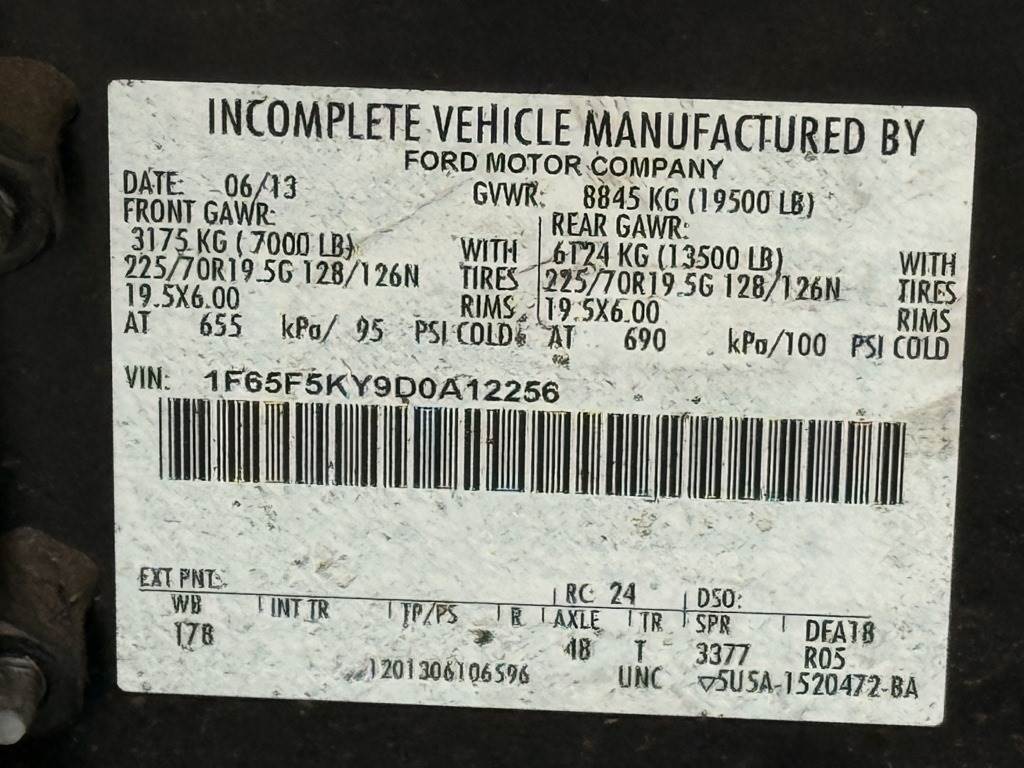 INCOMPLETE VEHICLE MANUFACTURED BY
FORD MOTOR COMPANY
DATE: 06/13 GVWR: 8845 KG (19500 LB)
FRONT GAWR: REAR GAWR:
3175 KG (7000 LB) WITH 6124 KG (13500 LB) WITH
225/70R19.5G 128/126N TIRES 225/70R19.5G 128/126N TIRES
19.5X6.00 RIMS 19.5X6.00 RIMS
AT 655 kPa/ 95 PSI COLD AT 690 kPa/100 PSI COLD
VIN: 1F65F5KY9D0A12256
EXT PNT: RC: 24 DSO:
WB INT TR TP/PS R AXLE TR SPR DFA18
178 48 T 3377 R05
1201306106596 UNC ▽5U5A-1520472-BA